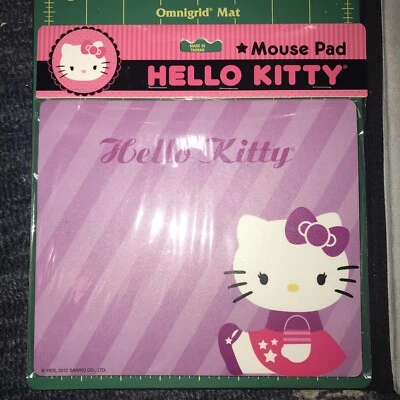 Omnigrid® Mat
MADE IN
TAIWAN
★Mouse Pad
HELLO KITTY®
Hello Kitty
© 1976, 2012 SANRIO CO., LTD.